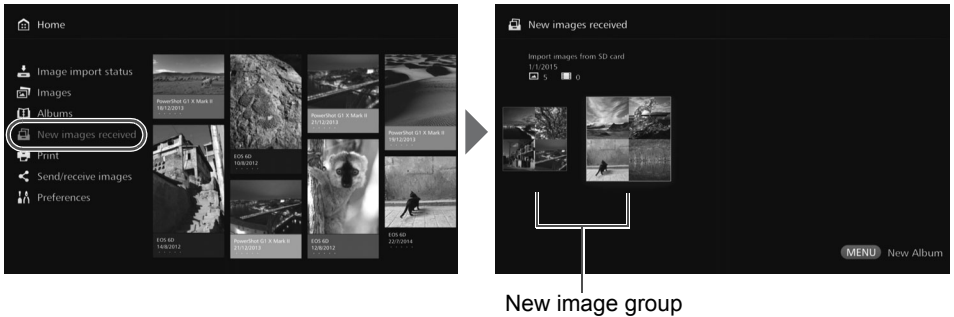 Home
Image import status
Images
Albums
New images received
Print
Send/receive images
Preferences
PowerShot G1 X Mark II
18/12/2013
EOS 6D
14/8/2012
EOS 6D
10/8/2012
PowerShot G1 X Mark II
21/12/2013
PowerShot G1 X Mark II
21/12/2013
EOS 6D
12/8/2012
PowerShot G1 X Mark II
19/12/2013
EOS 6D
22/7/2014
New images received
Import images from SD card
1/1/2015
5 0
MENU New Album
New image group